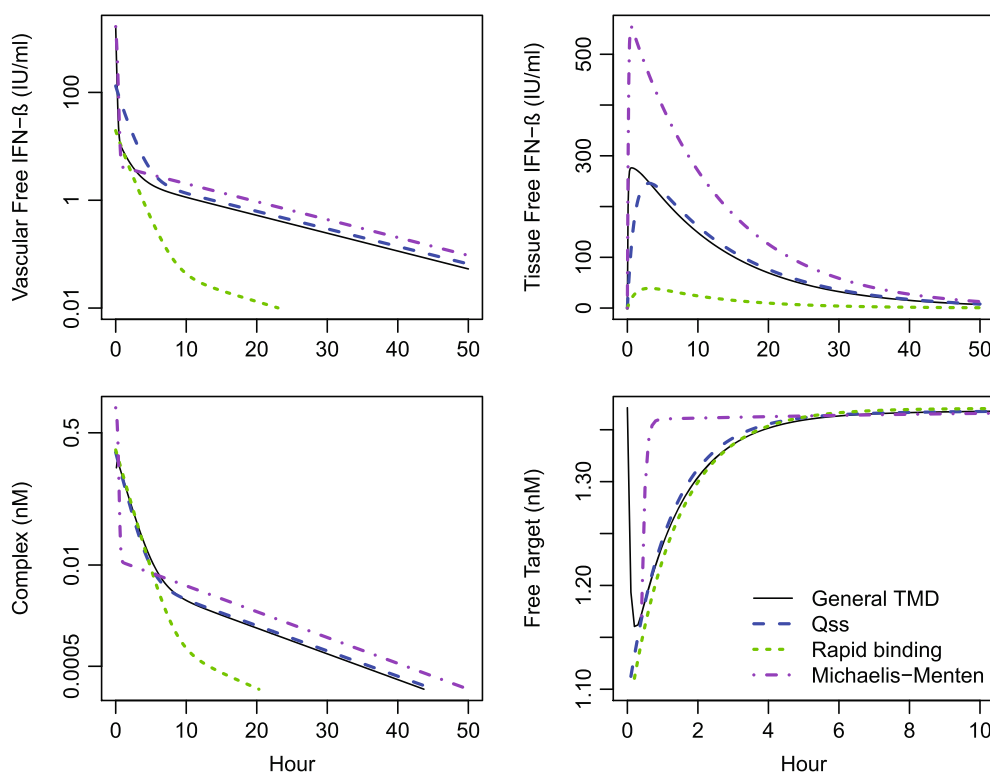 Vascular Free IFN−ß (IU/ml)
100
1
0.01
0 10 20 30 40 50
Tissue Free IFN−ß (IU/ml)
500
300
100
0
0 10 20 30 40 50
Complex (nM)
0.5
0.01
0.0005
0 10 20 30 40 50
Hour
Free Target (nM)
1.30
1.20
1.10
General TMD
Qss
Rapid binding
Michaelis−Menten
0 2 4 6 8 10
Hour